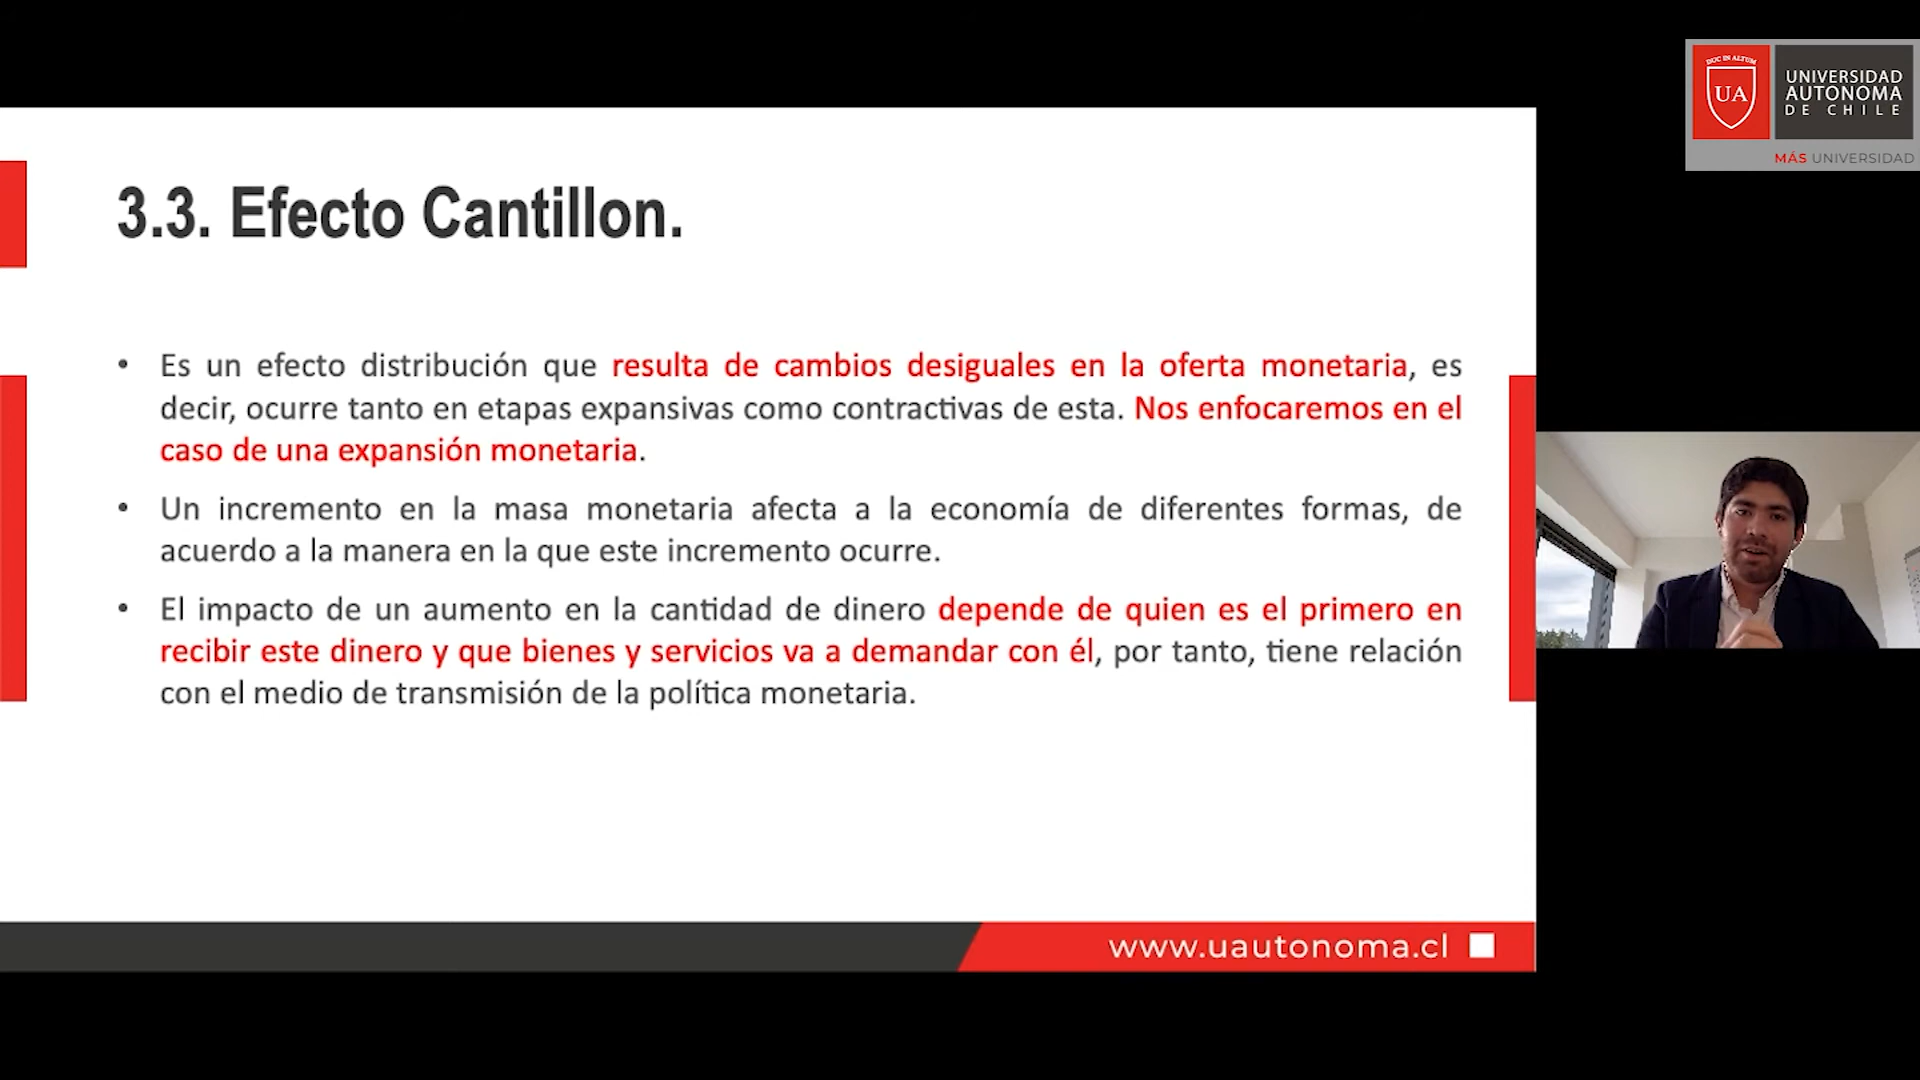 DUC IN ALTUM
UA
UNIVERSIDAD
AUTONOMA
DE CHILE
MÁS UNIVERSIDAD
3.3. Efecto Cantillon.
• Es un efecto distribución que resulta de cambios desiguales en la oferta monetaria, es
decir, ocurre tanto en etapas expansivas como contractivas de esta. Nos enfocaremos en el
caso de una expansión monetaria.
• Un incremento en la masa monetaria afecta a la economía de diferentes formas, de
acuerdo a la manera en la que este incremento ocurre.
• El impacto de un aumento en la cantidad de dinero depende de quien es el primero en
recibir este dinero y que bienes y servicios va a demandar con él, por tanto, tiene relación
con el medio de transmisión de la política monetaria.
www.uautonoma.cl